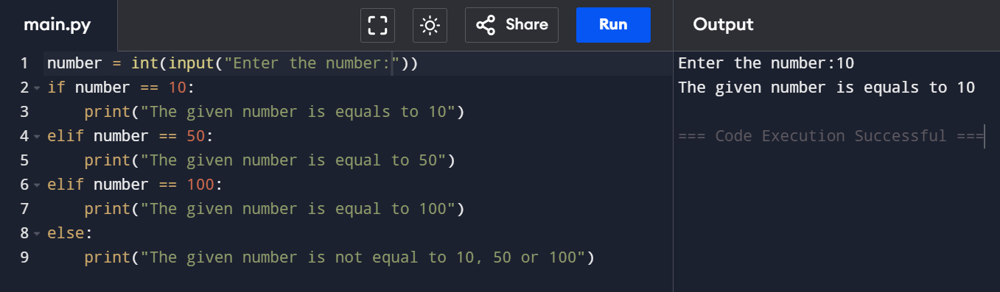 main.py Share Run Output
1 number = int(input("Enter the number:"))
2 if number == 10:
3     print("The given number is equals to 10")
4 elif number == 50:
5     print("The given number is equal to 50")
6 elif number == 100:
7     print("The given number is equal to 100")
8 else:
9     print("The given number is not equal to 10, 50 or 100")
Enter the number:10
The given number is equals to 10
=== Code Execution Successful ===